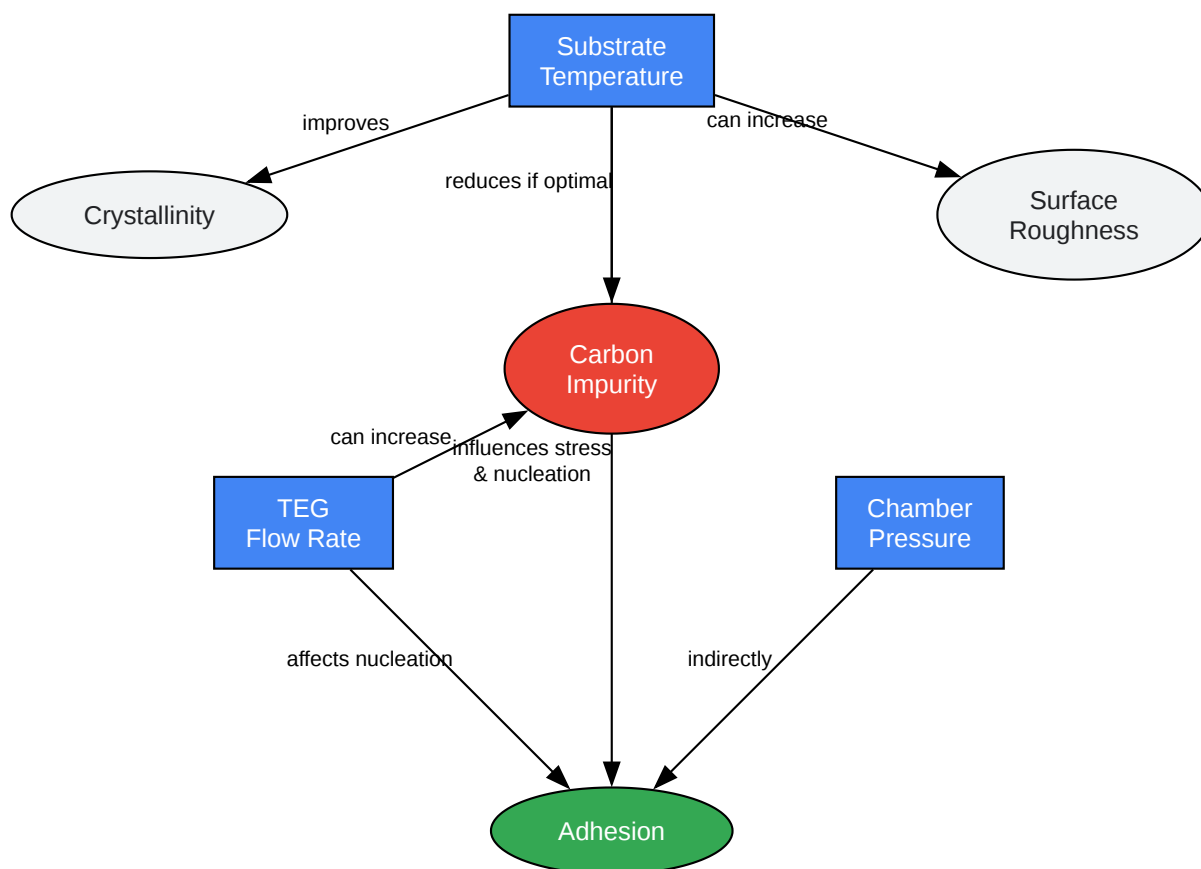 Substrate
Temperature
improves
can increase
reduces if optimal
Crystallinity
Surface
Roughness
Carbon
Impurity
can increase
influences stress
& nucleation
TEG
Flow Rate
Chamber
Pressure
affects nucleation
indirectly
Adhesion